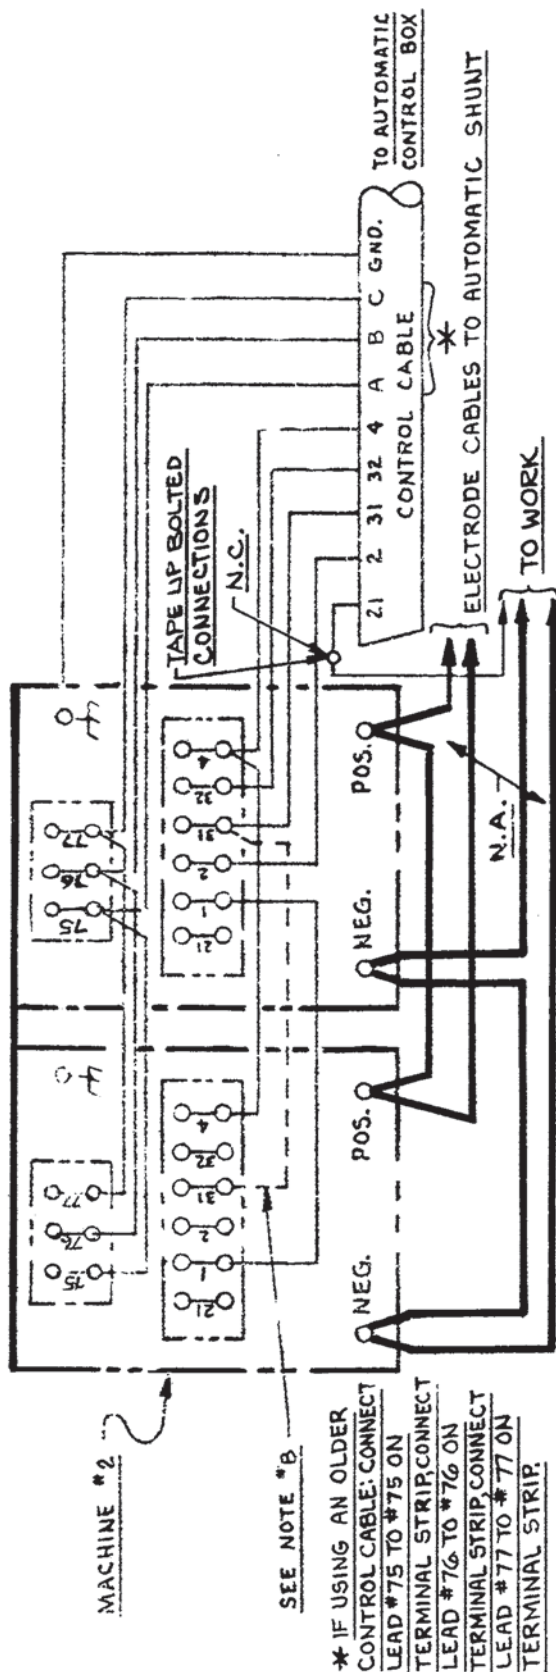 MACHINE #2
SEE NOTE #B
* IF USING AN OLDER
CONTROL CABLE: CONNECT
LEAD #75 TO #75 ON
TERMINAL STRIP, CONNECT
LEAD #76 TO #76 ON
TERMINAL STRIP, CONNECT
LEAD #77 TO #77 ON
TERMINAL STRIP.
75 76 77
21 1 2 31 32 4
NEG. POS.
75 76 77
21 1 2 31 32 4
NEG. POS.
TAPE UP BOLTED
CONNECTIONS
N.C.
N.A.
21 2 31 32 4 A B C GND.
CONTROL CABLE
*
TO AUTOMATIC
CONTROL BOX
ELECTRODE CABLES TO AUTOMATIC SHUNT
TO WORK